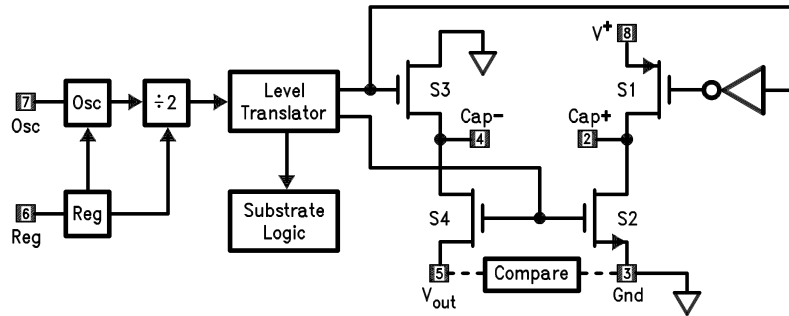 V+
8
Level
Translator
S3
S1
7
Osc
÷2
Osc
Cap-
4
Cap+
2
6
Reg
Reg
Substrate
Logic
S4
S2
5
Compare
3
Vout
Gnd